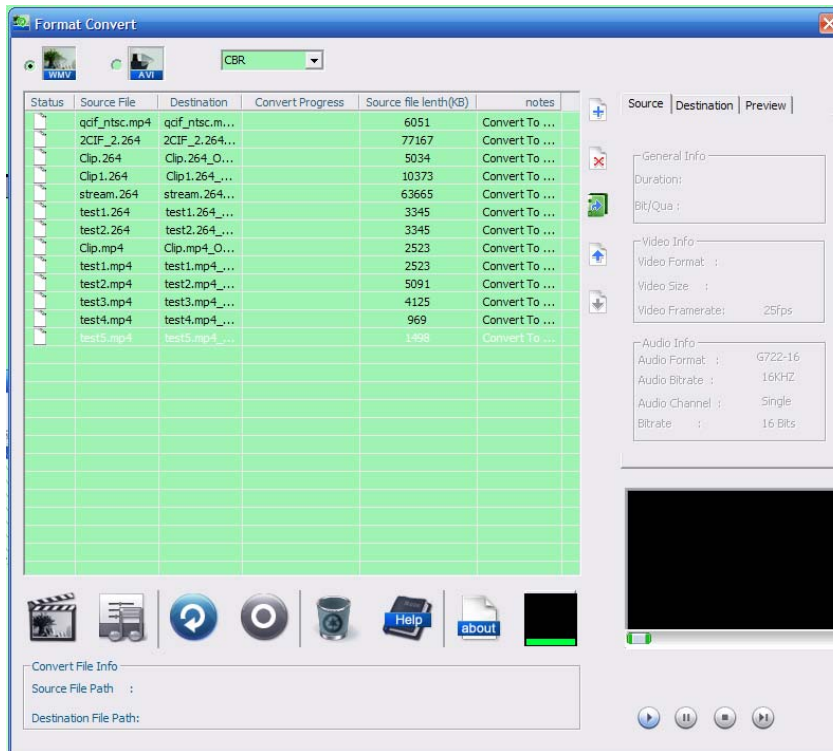 Format Convert
WMV AVI CBR
Status Source File Destination Convert Progress Source file lenth(KB) notes
qcif_ntsc.mp4 qcif_ntsc.m... 6051 Convert To ...
2CIF_2.264 2CIF_2.264... 77167 Convert To ...
Clip.264 Clip.264_O... 5034 Convert To ...
Clip1.264 Clip1.264_... 10373 Convert To ...
stream.264 stream.264... 63665 Convert To ...
test1.264 test1.264_... 3345 Convert To ...
test2.264 test2.264_... 3345 Convert To ...
Clip.mp4 Clip.mp4_O... 2523 Convert To ...
test1.mp4 test1.mp4_... 2523 Convert To ...
test2.mp4 test2.mp4_... 5091 Convert To ...
test3.mp4 test3.mp4_... 4125 Convert To ...
test4.mp4 test4.mp4_... 969 Convert To ...
test5.mp4 test5.mp4_... 1498 Convert To ...
Source Destination Preview
General Info
Duration:
Bit/Qua :
Video Info
Video Format :
Video Size :
Video Framerate: 25fps
Audio Info
Audio Format : G722-16
Audio Bitrate : 16KHZ
Audio Channel : Single
Bitrate : 16 Bits
Help about
Convert File Info
Source File Path :
Destination File Path: